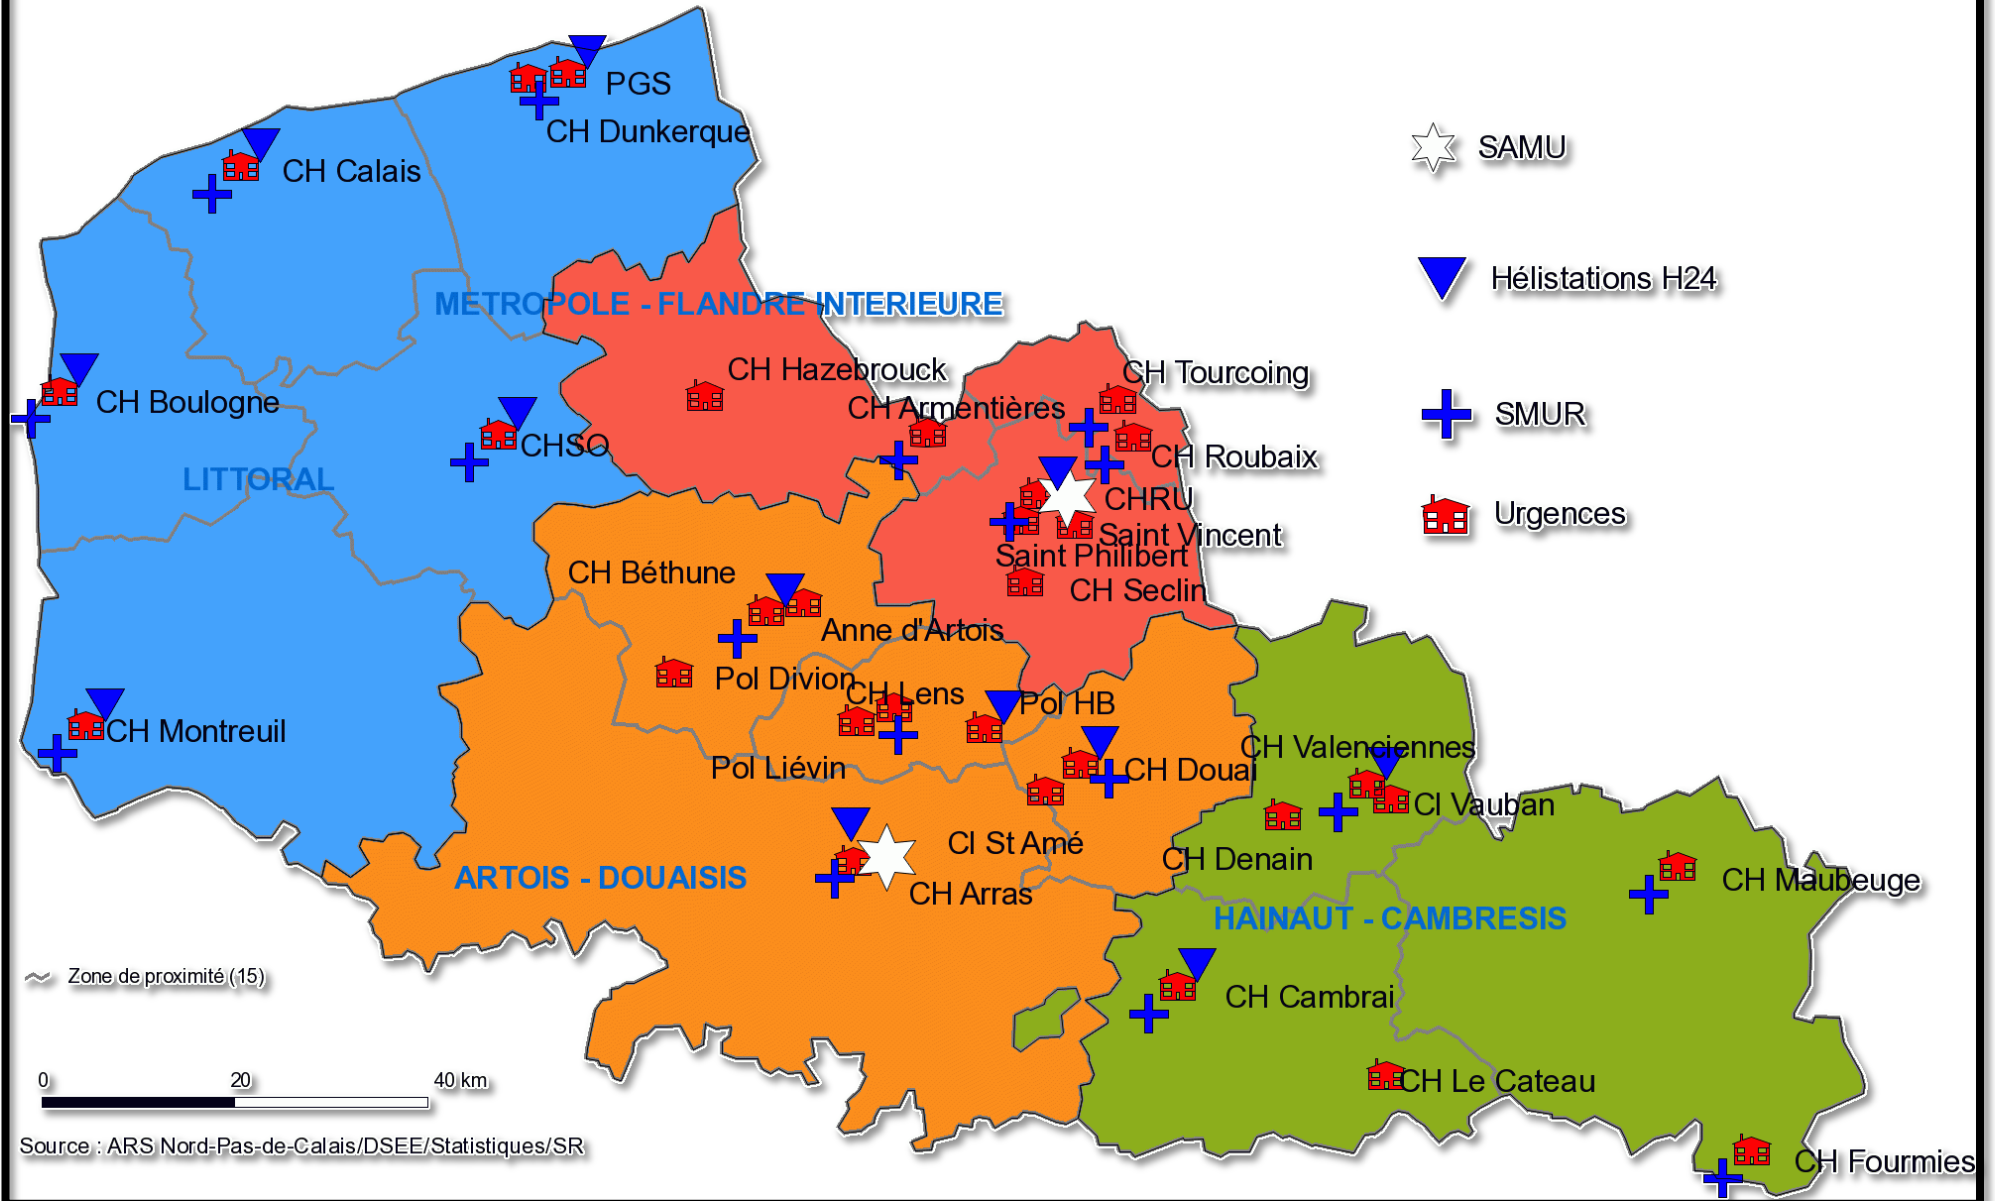 PGS
CH Dunkerque
SAMU
CH Calais
Hélistations H24
METROPOLE - FLANDRE INTERIEURE
CH Hazebrouck
CH Tourcoing
CH Boulogne
CH Armentières
SMUR
CHSO
CH Roubaix
LITTORAL
CHRU
Urgences
Saint Vincent
Saint Philibert
CH Béthune
CH Seclin
Anne d'Artois
Pol Divion
CH Lens
Pol HB
CH Montreuil
CH Valenciennes
Pol Liévin
CH Douai
Cl Vauban
Cl St Amé
CH Denain
ARTOIS - DOUAISIS
CH Maubeuge
CH Arras
HAINAUT - CAMBRESIS
Zone de proximité (15)
CH Cambrai
0 20 40 km
CH Le Cateau
Source : ARS Nord-Pas-de-Calais/DSEE/Statistiques/SR
CH Fourmies